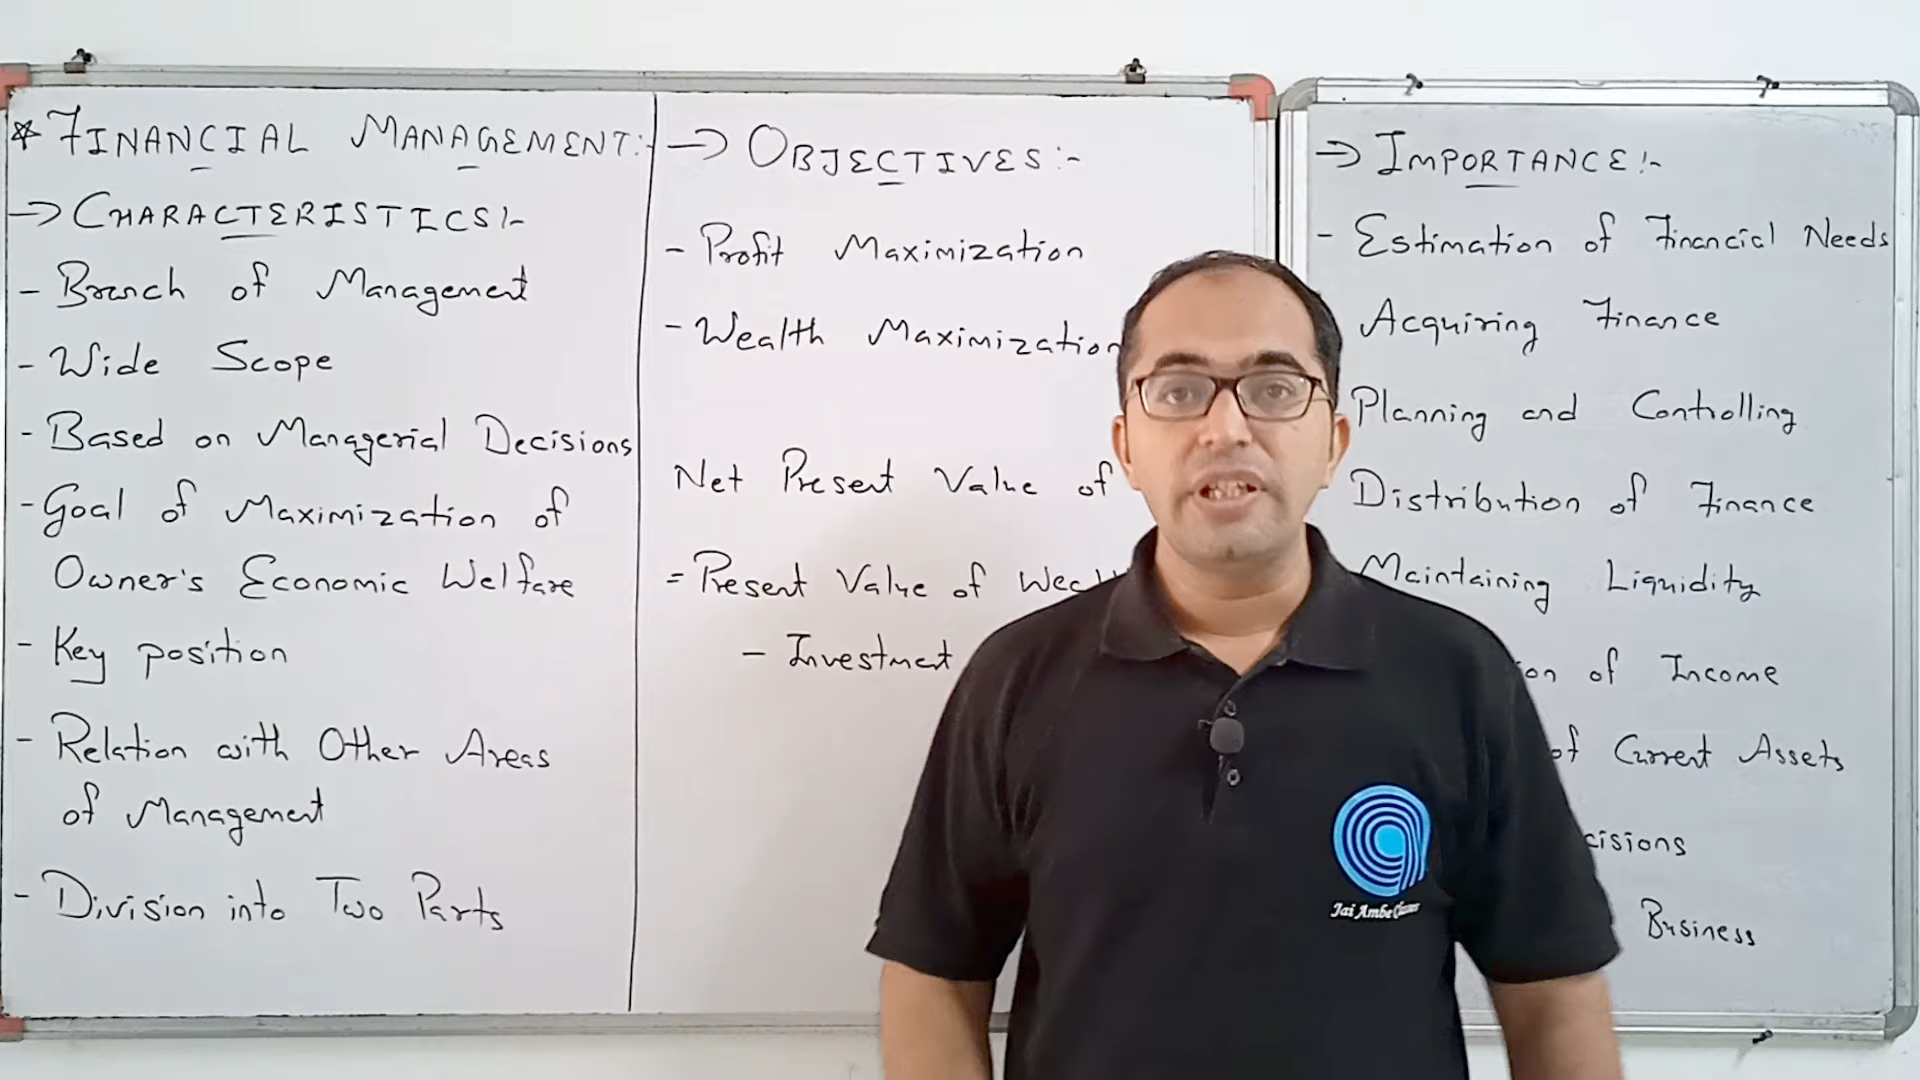 * FINANCIAL MANAGEMENT:-
→ CHARACTERISTICS:-
- Branch of Management
- Wide Scope
- Based on Managerial Decisions
- Goal of Maximization of
Owner's Economic Welfare
- Key position
- Relation with Other Areas
of Management
- Division into Two Parts
→ OBJECTIVES:-
- Profit Maximization
- Wealth Maximization
Net Present Value of
= Present Value of
- Investment
→ IMPORTANCE:-
- Estimation of Financial Needs
Acquiring Finance
Planning and Controlling
Distribution of Finance
Maintaining Liquidity
of Income
of Current Assets
Business
Jai Ambe Classes